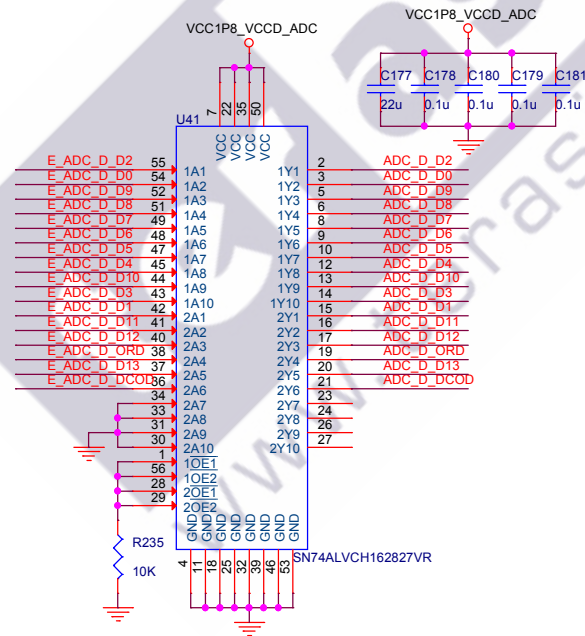 VCC1P8_VCCD_ADC
VCC1P8_VCCD_ADC
C177 C178 C180 C179 C181
22u 0.1u 0.1u 0.1u 0.1u
U41
7 22 35 50
VCC VCC VCC VCC
E_ADC_D_D2 55 1A1 1Y1 2 ADC_D_D2
E_ADC_D_D0 54 1A2 1Y2 3 ADC_D_D0
E_ADC_D_D9 52 1A3 1Y3 5 ADC_D_D9
E_ADC_D_D8 51 1A4 1Y4 6 ADC_D_D8
E_ADC_D_D7 49 1A5 1Y5 8 ADC_D_D7
E_ADC_D_D6 48 1A6 1Y6 9 ADC_D_D6
E_ADC_D_D5 47 1A7 1Y7 10 ADC_D_D5
E_ADC_D_D4 45 1A8 1Y8 12 ADC_D_D4
E_ADC_D_D10 44 1A9 1Y9 13 ADC_D_D10
E_ADC_D_D3 43 1A10 1Y10 14 ADC_D_D3
E_ADC_D_D1 42 2A1 2Y1 15 ADC_D_D1
E_ADC_D_D11 41 2A2 2Y2 16 ADC_D_D11
E_ADC_D_D12 40 2A3 2Y3 17 ADC_D_D12
E_ADC_D_ORD 38 2A4 2Y4 19 ADC_D_ORD
E_ADC_D_D13 37 2A5 2Y5 20 ADC_D_D13
E_ADC_D_DCOD 36 2A6 2Y6 21 ADC_D_DCOD
34 2A7 2Y7 23
33 2A8 2Y8 24
31 2A9 2Y9 26
30 2A10 2Y10 27
1 1OE1
56 1OE2
28 2OE1
29 2OE2
GND GND GND GND GND GND GND GND
SN74ALVCH162827VR
4 11 18 25 32 39 46 53
R235
10K